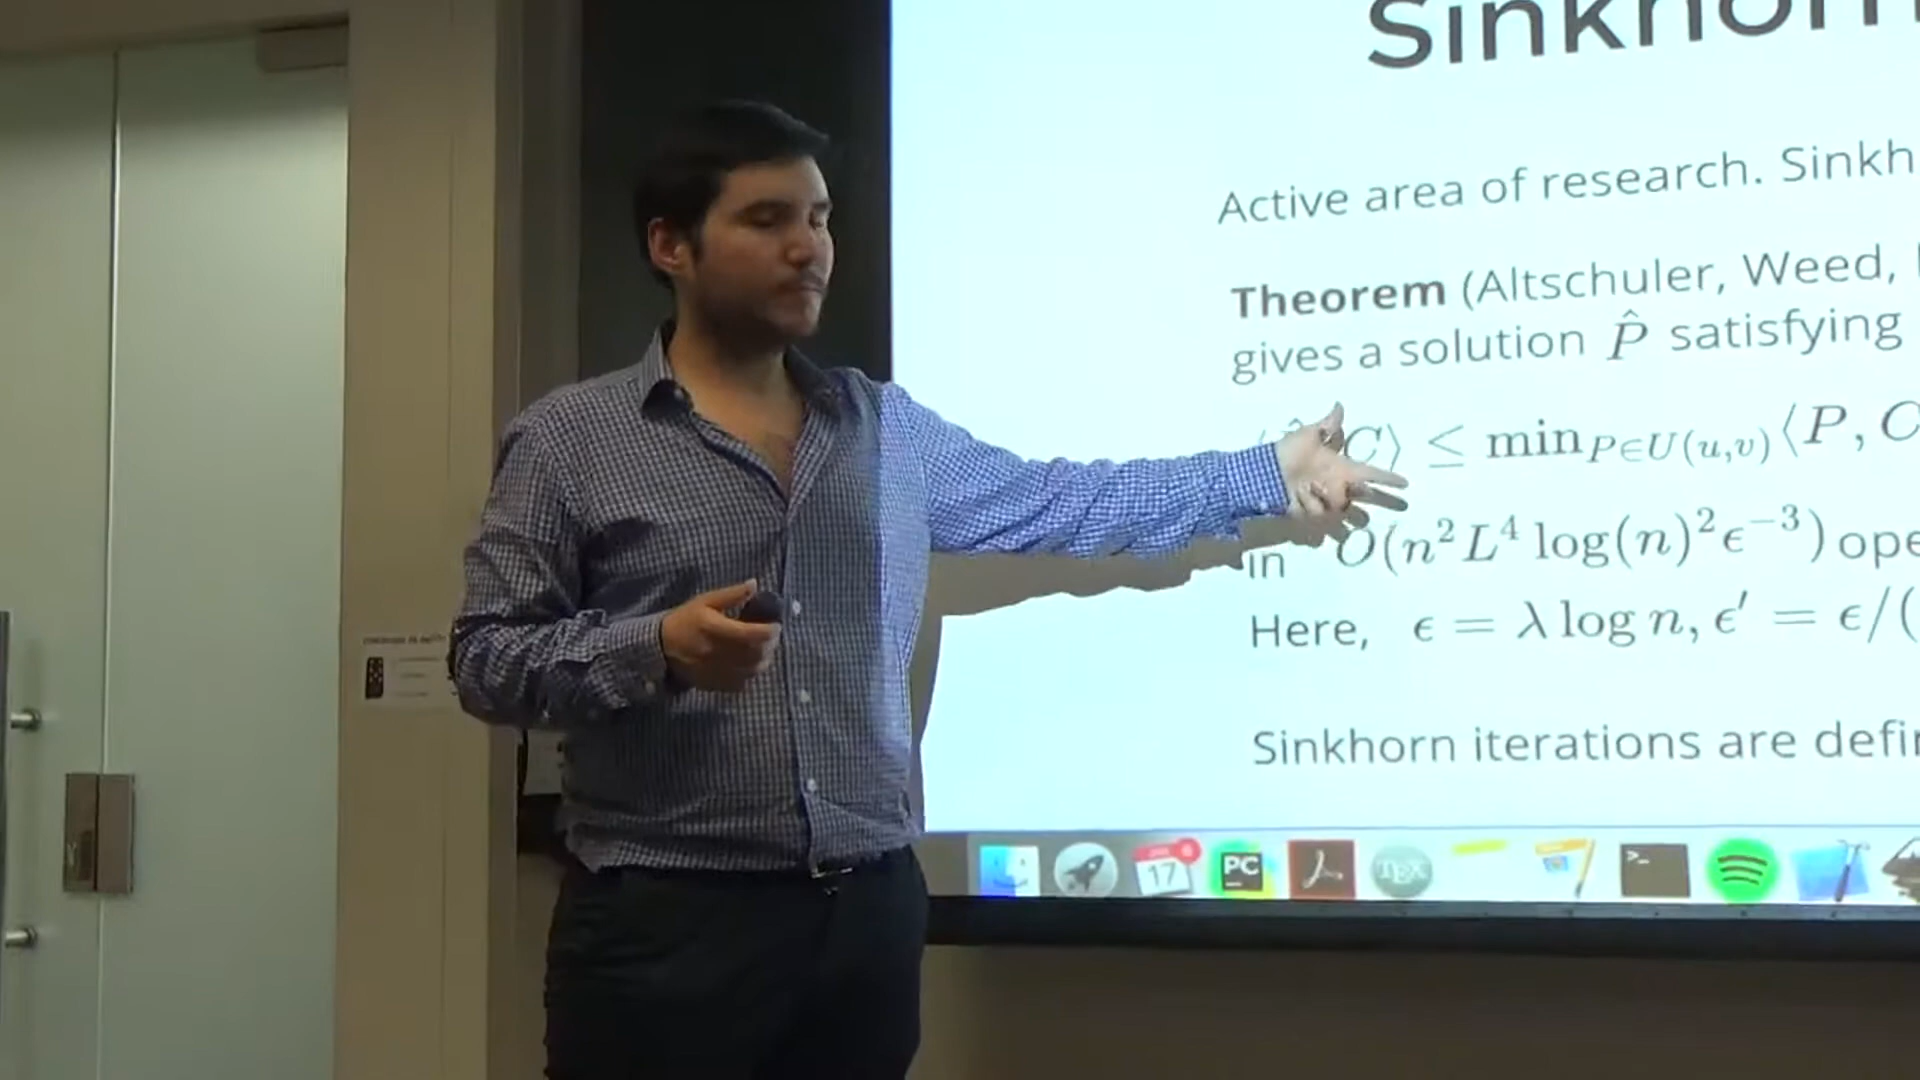 Sinkhorn
Active area of research. Sinkh
Theorem (Altschuler, Weed,
gives a solution P̂ satisfying
C⟩ ≤ min_{P∈U(u,v)}⟨P, C
in O(n²L⁴ log(n)²ϵ⁻³) ope
Here, ϵ = λ log n, ϵ′ = ϵ/(
Sinkhorn iterations are defi
17
PC
TEX
>_